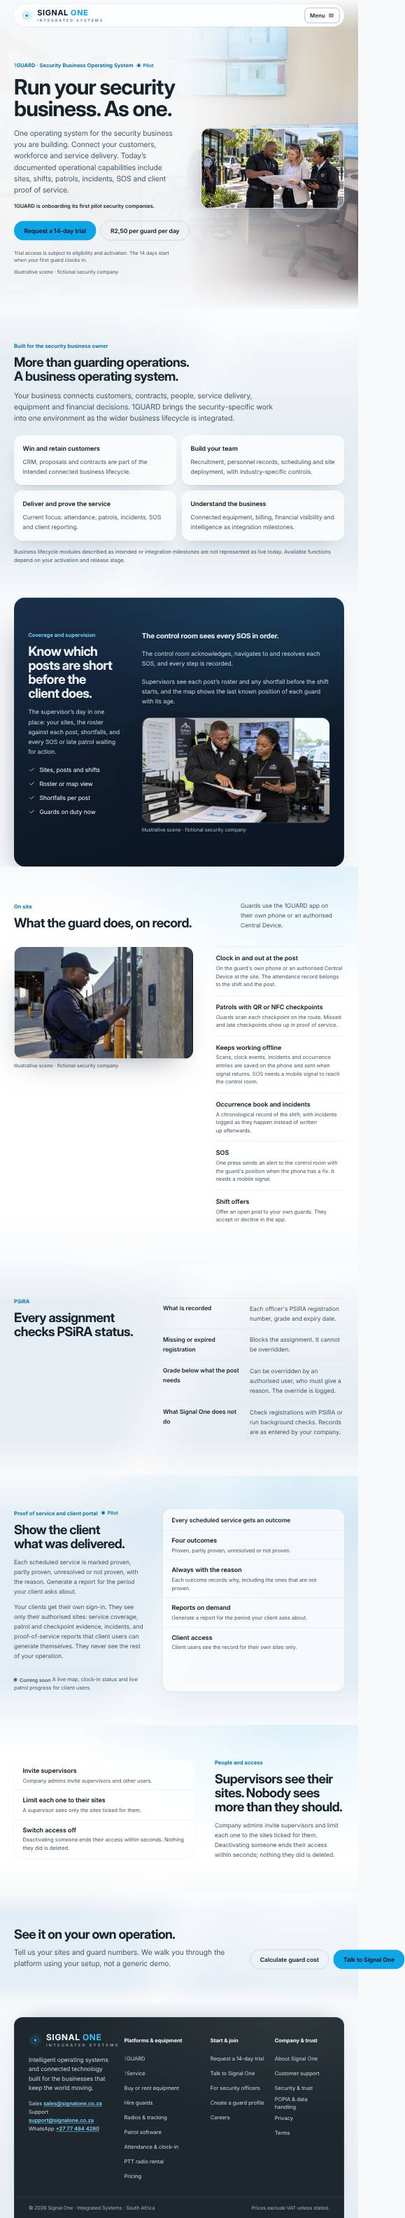 SIGNAL ONE
INTEGRATED SYSTEMS
Menu
1GUARD · Security Business Operating System
Pilot
Run your security
business. As one.
One operating system for the security business
you are building. Connect your customers,
workforce and service delivery. Today's
documented operational capabilities include
sites, shifts, patrols, incidents, SOS and client
proof of service.
1GUARD is onboarding its first pilot security companies.
Request a 14-day trial
R2,50 per guard per day
Trial access is subject to eligibility and activation. The 14 days start
when your first guard clocks in.
Illustrative scene · fictional security company
Built for the security business owner
More than guarding operations.
A business operating system.
Your business connects customers, contracts, people, service delivery,
equipment and financial decisions. 1GUARD brings the security-specific work
into one environment as the wider business lifecycle is integrated.
Win and retain customers
CRM, proposals and contracts are part of the
intended connected business lifecycle.
Build your team
Recruitment, personnel records, scheduling and site
deployment, with industry-specific controls.
Deliver and prove the service
Current focus: attendance, patrols, incidents, SOS
and client reporting.
Understand the business
Connected equipment, billing, financial visibility and
intelligence as integration milestones.
Business lifecycle modules described as intended or integration milestones are not represented as live today. Available functions
depend on your activation and release stage.
Coverage and supervision
Know which
posts are short
before the
client does.
The supervisor's day in one
place: your sites, the roster
against each post, shortfalls, and
every SOS or late patrol waiting
for action.
Sites, posts and shifts
Roster or map view
Shortfalls per post
Guards on duty now
The control room sees every SOS in order.
The control room acknowledges, navigates to and resolves each
SOS, and every step is recorded.
Supervisors see each post's roster and any shortfall before the shift
starts, and the map shows the last known position of each guard
with its age.
Illustrative scene · fictional security company
On site
What the guard does, on record.
Guards use the 1GUARD app on
their own phone or an authorised
Central Device.
Illustrative scene · fictional security company
Clock in and out at the post
On the guard's own phone or an authorised Central
Device at the site. The attendance record belongs
to the shift and the post.
Patrols with QR or NFC checkpoints
Guards scan each checkpoint on the route. Missed
and late checkpoints show up in proof of service.
Keeps working offline
Scans, clock events, incidents and occurrence
entries are saved on the phone and sent when
signal returns. SOS needs a mobile signal to reach
the control room.
Occurrence book and incidents
A chronological record of the shift, with incidents
logged as they happen instead of written
up afterwards.
SOS
One press sends an alert to the control room with
the guard's position when the phone has a fix. It
needs a mobile signal.
Shift offers
Offer an open post to your own guards. They
accept or decline in the app.
PSiRA
Every assignment
checks PSiRA status.
What is recorded
Each officer's PSiRA registration
number, grade and expiry date.
Missing or expired
registration
Blocks the assignment. It cannot
be overridden.
Grade below what the post
needs
Can be overridden by an
authorised user, who must give a
reason. The override is logged.
What Signal One does not
do
Check registrations with PSiRA or
run background checks. Records
are as entered by your company.
Proof of service and client portal
Pilot
Show the client
what was delivered.
Each scheduled service is marked proven,
partly proven, unresolved or not proven, with
the reason. Generate a report for the period
your client asks about.
Your clients get their own sign-in. They see
only their authorised sites: service coverage,
patrol and checkpoint evidence, incidents, and
proof-of-service reports that client users can
generate themselves. They never see the rest
of your operation.
Coming soon A live map, clock-in status and live
patrol progress for client users.
Every scheduled service gets an outcome
Four outcomes
Proven, partly proven, unresolved or not proven.
Always with the reason
Each outcome records why, including the ones that are not
proven.
Reports on demand
Generate a report for the period your client asks about.
Client access
Client users see the record for their own sites only.
Invite supervisors
Company admins invite supervisors and other users.
Limit each one to their sites
A supervisor sees only the sites ticked for them.
Switch access off
Deactivating someone ends their access within seconds. Nothing
they did is deleted.
People and access
Supervisors see their
sites. Nobody sees
more than they should.
Company admins invite supervisors and limit
each one to the sites ticked for them.
Deactivating someone ends their access
within seconds; nothing they did is deleted.
See it on your own operation.
Tell us your sites and guard numbers. We walk you through the
platform using your setup, not a generic demo.
Calculate guard cost
Talk to Signal One
SIGNAL ONE
INTEGRATED SYSTEMS
Intelligent operating systems
and connected technology
built for the businesses that
keep the world moving.
Sales sales@signalone.co.za
Support
support@signalone.co.za
WhatsApp +27 77 484 4280
Platforms & equipment
1GUARD
1Service
Buy or rent equipment
Hire guards
Radios & tracking
Patrol software
Attendance & clock-in
PTT radio rental
Pricing
Start & join
Request a 14-day trial
Talk to Signal One
For security officers
Create a guard profile
Careers
Company & trust
About Signal One
Customer support
Security & trust
POPIA & data
handling
Privacy
Terms
© 2026 Signal One · Integrated Systems · South Africa
Prices exclude VAT unless stated.